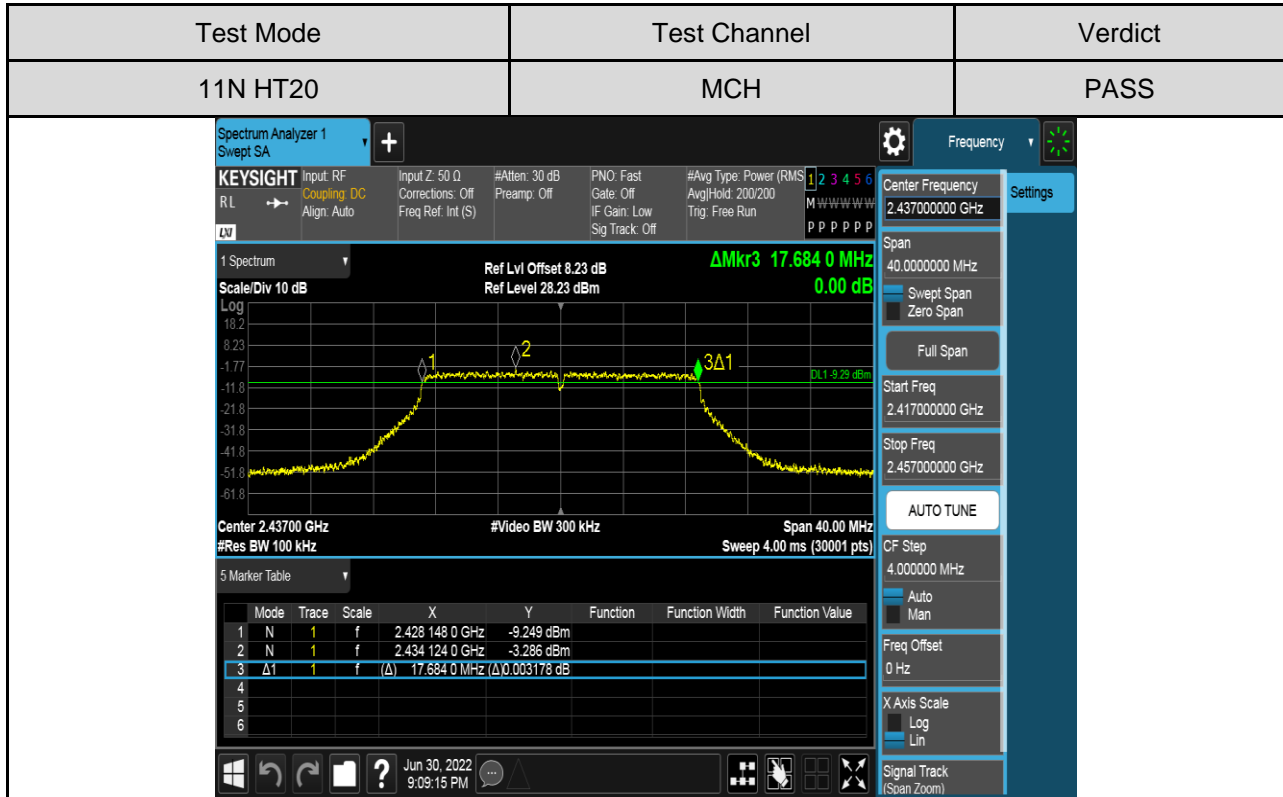 Test Mode Test Channel Verdict
11N HT20 MCH PASS
Spectrum Analyzer 1
Swept SA
+
Frequency
KEYSIGHT Input: RF Input Z: 50 Ω #Atten: 30 dB PNO: Fast #Avg Type: Power (RMS 1 2 3 4 5 6
RL Coupling: DC Corrections: Off Preamp: Off Gate: Off Avg|Hold: 200/200 M W W W W W
Align: Auto Freq Ref: Int (S) IF Gain: Low Trig: Free Run
LXI Sig Track: Off P P P P P P
1 Spectrum Ref Lvl Offset 8.23 dB ΔMkr3 17.684 0 MHz
Scale/Div 10 dB Ref Level 28.23 dBm 0.00 dB
Log
18.2
8.23
-1.77
-11.8
-21.8
-31.8
-41.8
-51.8
-61.8
1 2 3Δ1
DL1 -9.29 dBm
Center 2.43700 GHz #Video BW 300 kHz Span 40.00 MHz
#Res BW 100 kHz Sweep 4.00 ms (30001 pts)
5 Marker Table
Mode Trace Scale X Y Function Function Width Function Value
1 N 1 f 2.428 148 0 GHz -9.249 dBm
2 N 1 f 2.434 124 0 GHz -3.286 dBm
3 Δ1 1 f (Δ) 17.684 0 MHz (Δ)0.003178 dB
4
5
6
? Jun 30, 2022
9:09:15 PM
Center Frequency
2.437000000 GHz
Settings
Span
40.0000000 MHz
Swept Span
Zero Span
Full Span
Start Freq
2.417000000 GHz
Stop Freq
2.457000000 GHz
AUTO TUNE
CF Step
4.000000 MHz
Auto
Man
Freq Offset
0 Hz
X Axis Scale
Log
Lin
Signal Track
(Span Zoom)